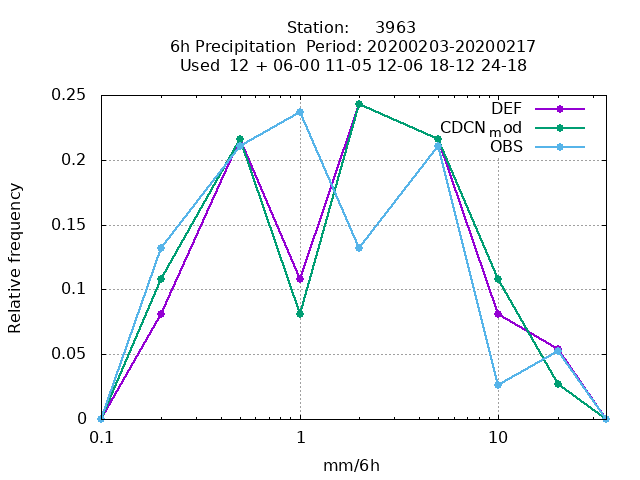 Station: 3963
6h Precipitation Period: 20200203-20200217
Used 12 + 06-00 11-05 12-06 18-12 24-18
DEF
CDCN_mod
OBS
0.25
0.2
0.15
0.1
0.05
0
Relative frequency
0.1 1 10
mm/6h